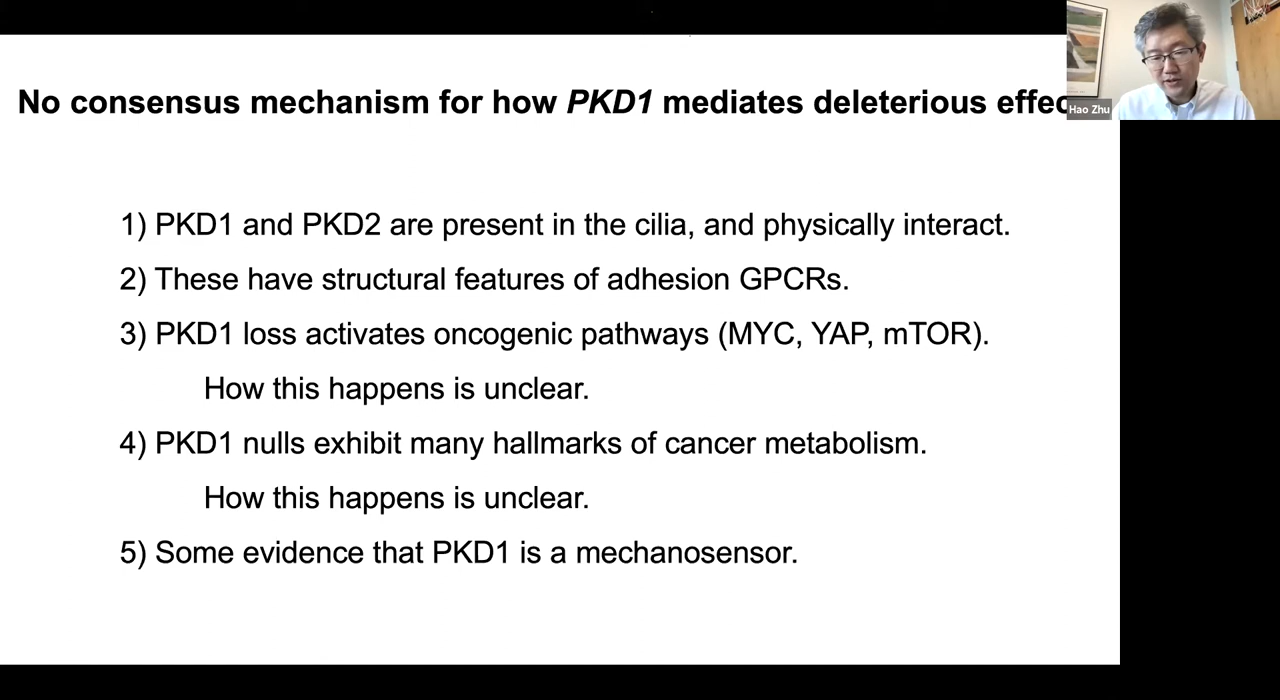 No consensus mechanism for how PKD1 mediates deleterious
Hao Zhu
1) PKD1 and PKD2 are present in the cilia, and physically interact.
2) These have structural features of adhesion GPCRs.
3) PKD1 loss activates oncogenic pathways (MYC, YAP, mTOR).
How this happens is unclear.
4) PKD1 nulls exhibit many hallmarks of cancer metabolism.
How this happens is unclear.
5) Some evidence that PKD1 is a mechanosensor.